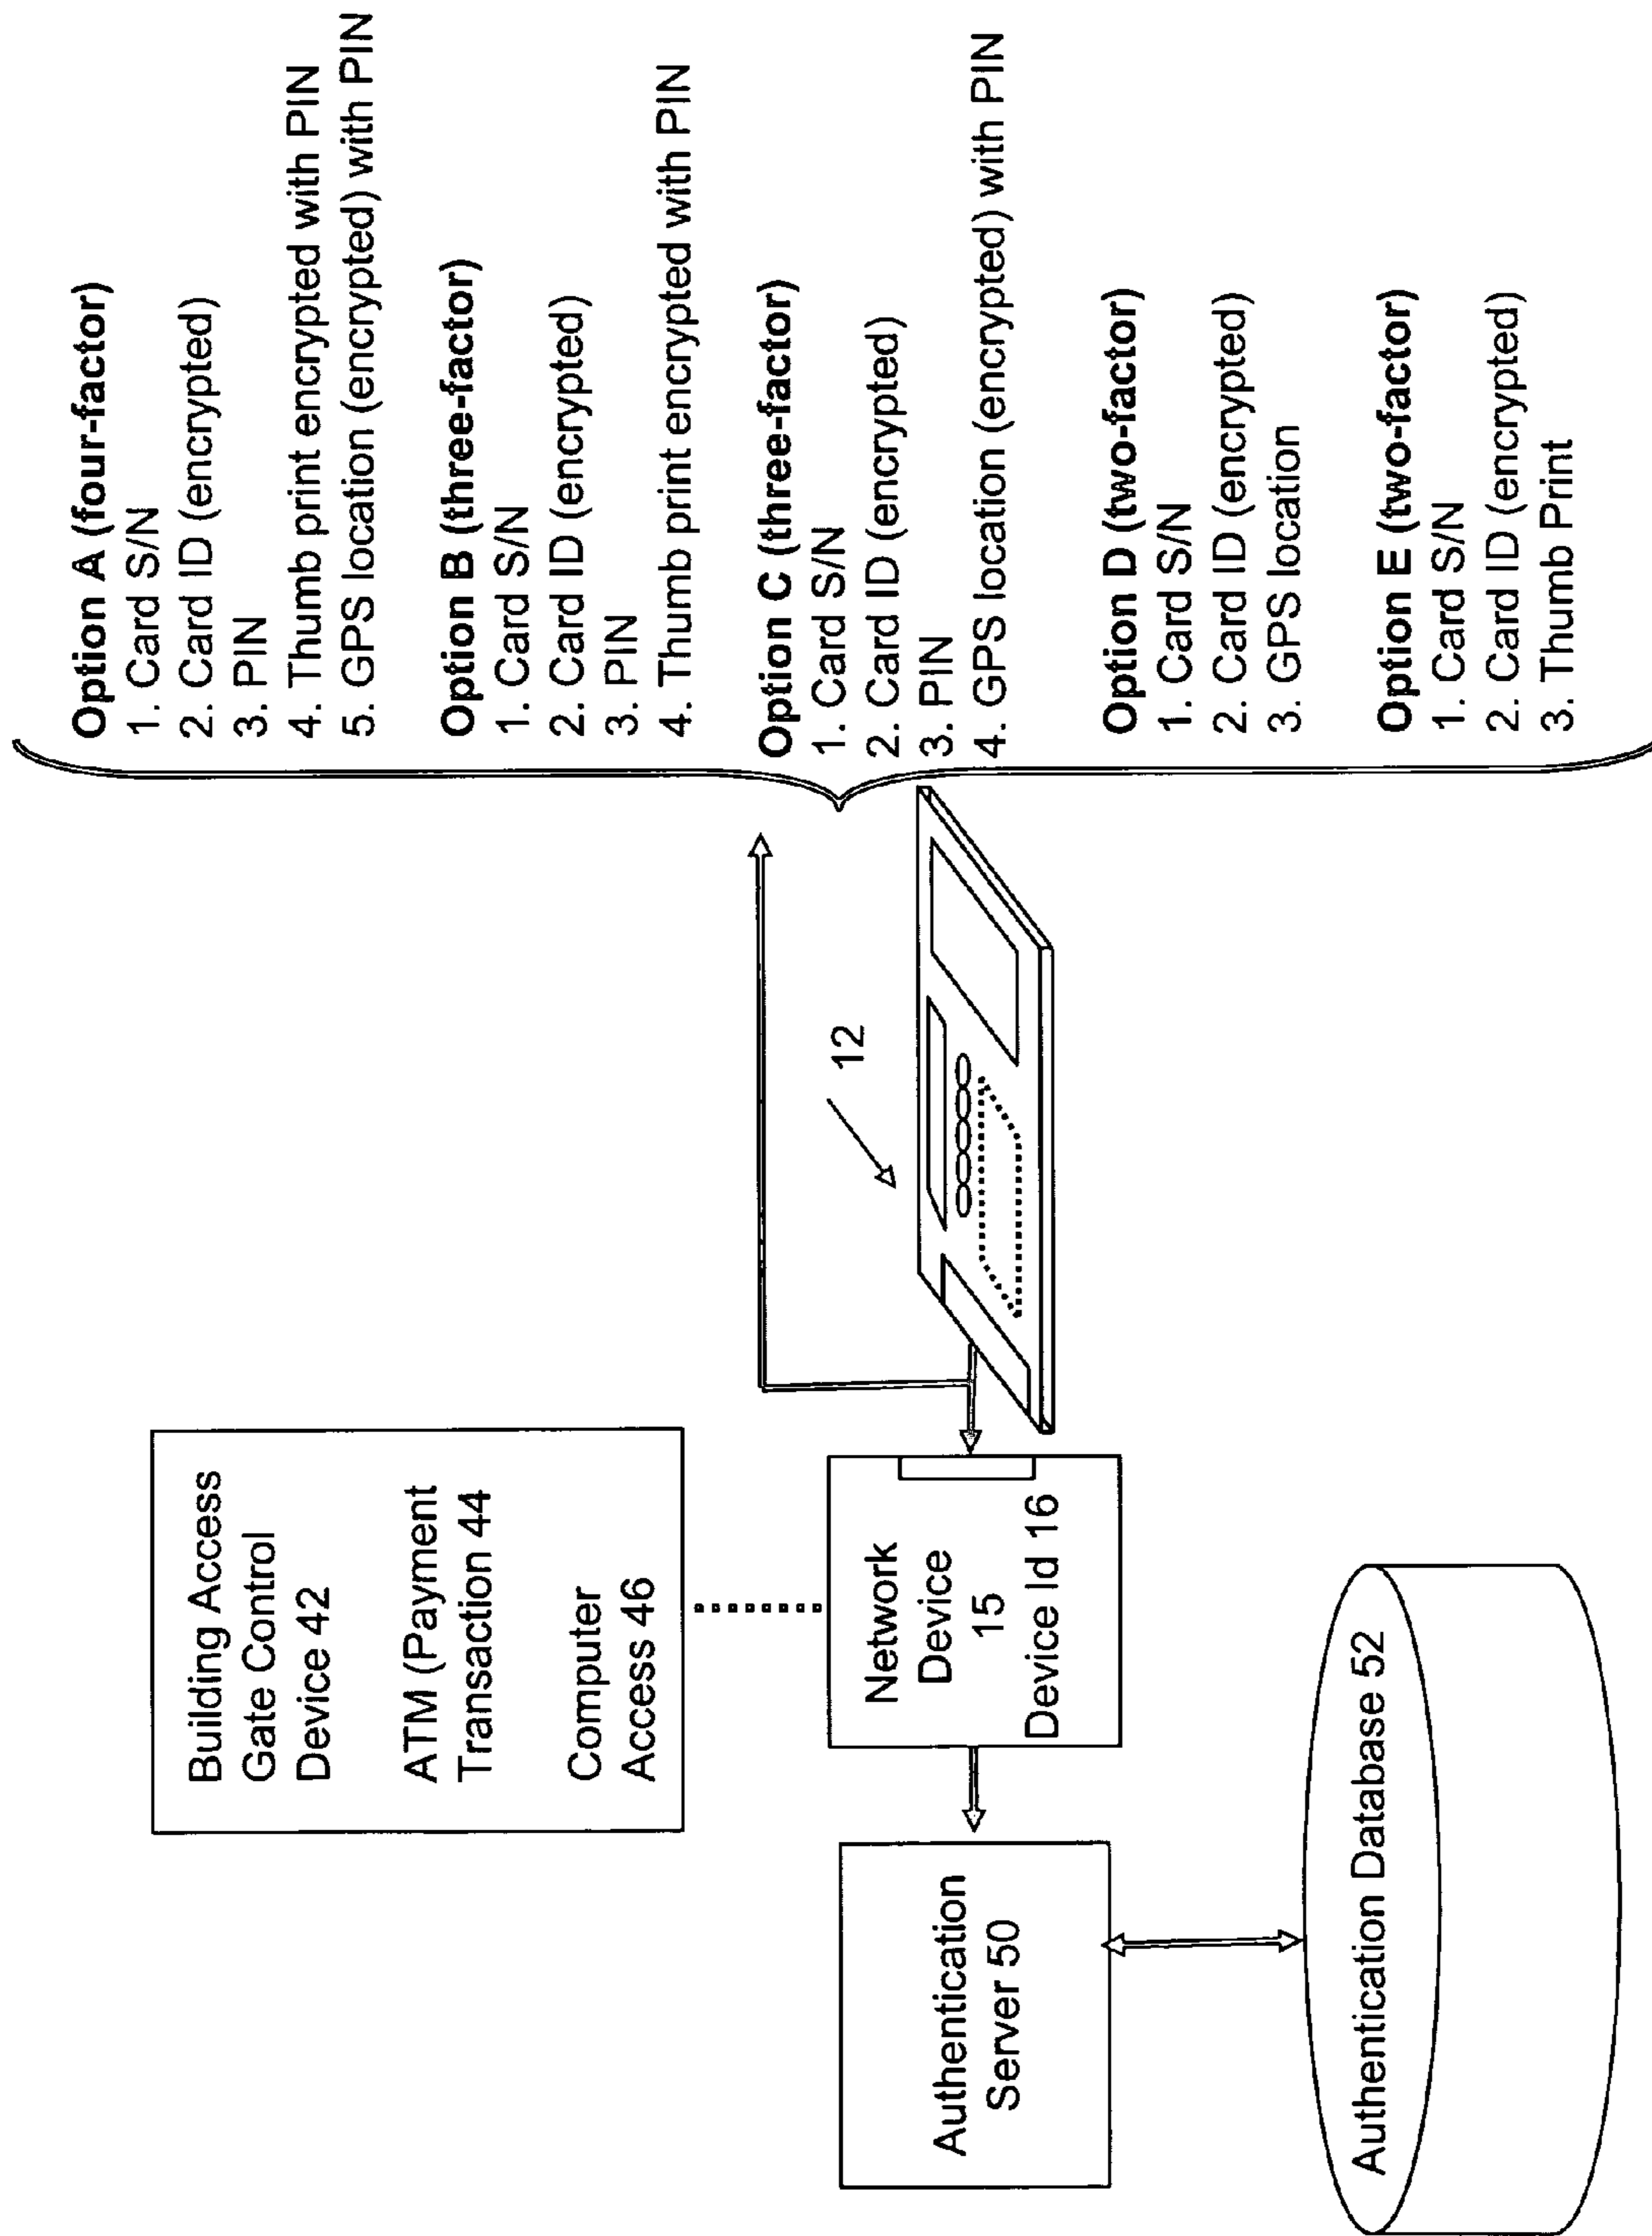 Building Access
Gate Control
Device 42
ATM (Payment
Transaction 44
Computer
Access 46
Authentication
Server 50
Network
Device
15
Device Id 16
12
Authentication Database 52
Option A (four-factor)
1. Card S/N
2. Card ID (encrypted)
3. PIN
4. Thumb print encrypted with PIN
5. GPS location (encrypted) with PIN
Option B (three-factor)
1. Card S/N
2. Card ID (encrypted)
3. PIN
4. Thumb print encrypted with PIN
Option C (three-factor)
1. Card S/N
2. Card ID (encrypted)
3. PIN
4. GPS location (encrypted) with PIN
Option D (two-factor)
1. Card S/N
2. Card ID (encrypted)
3. GPS location
Option E (two-factor)
1. Card S/N
2. Card ID (encrypted)
3. Thumb Print